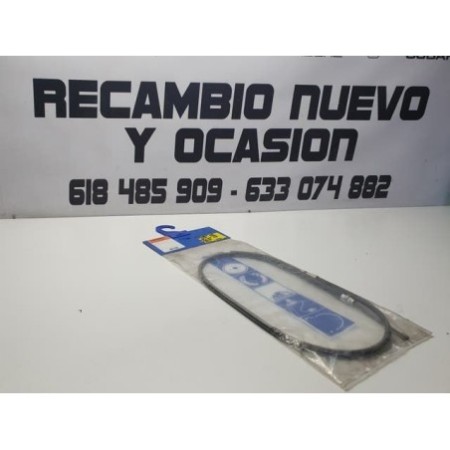 RECAMBIO NUEVO
Y OCASION
618 485 909 - 633 074 882